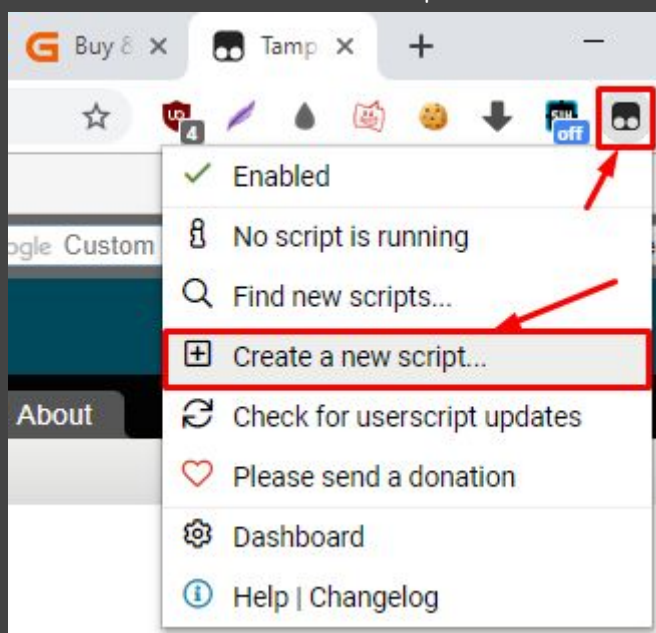 Buy &
Tamp
4
off
Enabled
No script is running
ogle Custom
Find new scripts...
Create a new script...
About
Check for userscript updates
Please send a donation
Dashboard
Help | Changelog